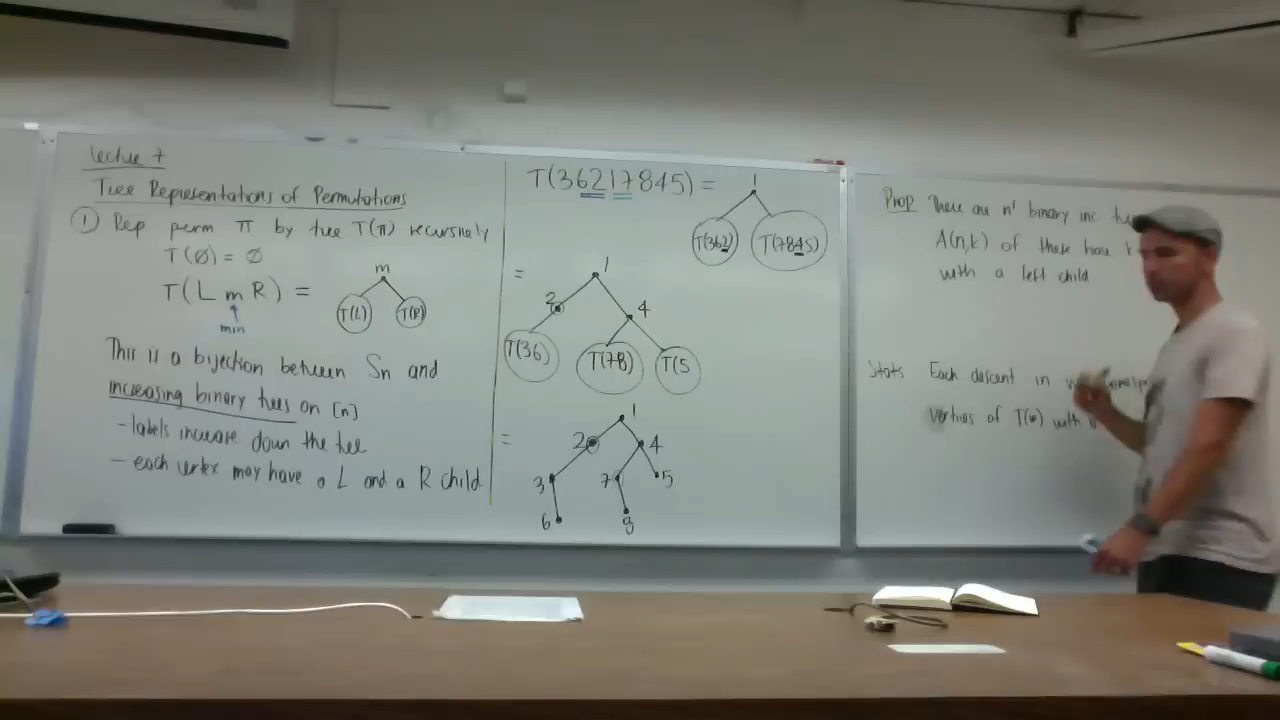 Lecture 7
Tree Representations of Permutations
① Rep perm π by tree T(π) recursively
T(∅) = ∅
T(L m R) =
min
m
T(L) T(R)
This is a bijection between Sn and
increasing binary trees on [n]
- labels increase down the tree
- each vertex may have a L and a R child
T(36217845) =
1
T(362) T(7845)
=
1
2 4
T(36) T(78) T(5
=
1
2 4
3 7 5
6 8
Prop There are n! binary inc
A(n,k) of these have
with a left child
Stats Each descent in
vertices of T(π) with